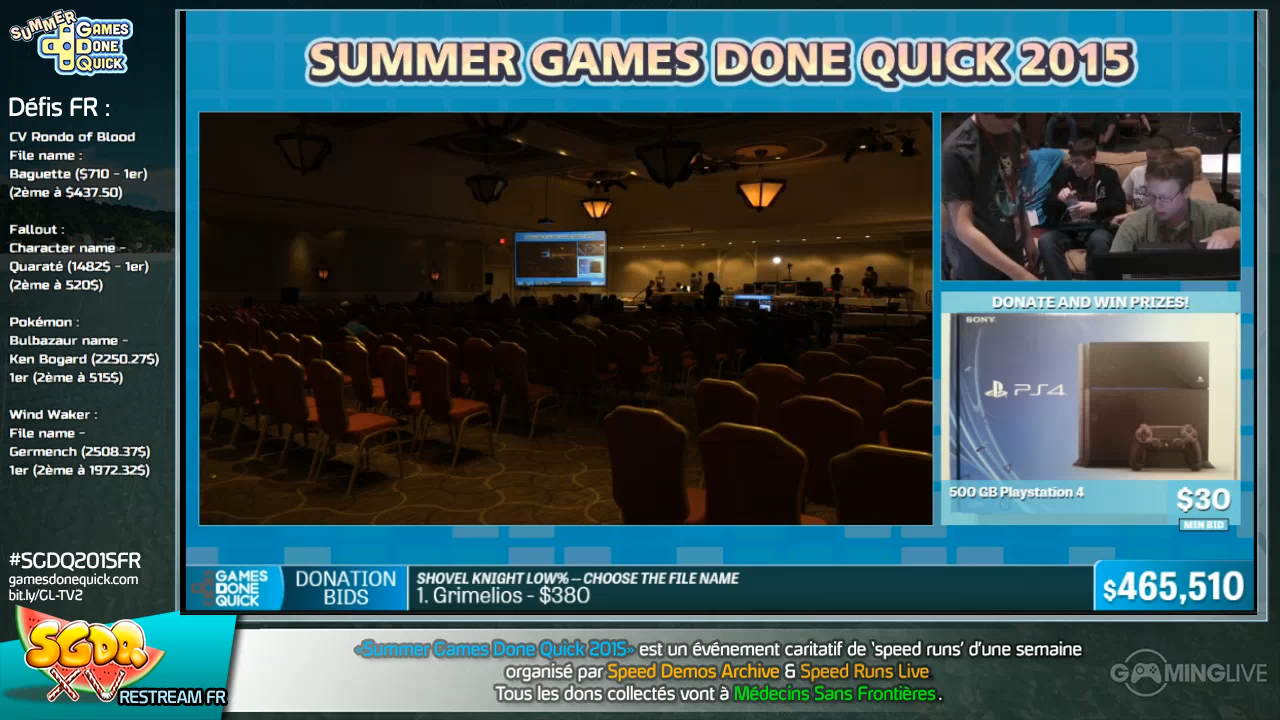 SUMMER
GAMES
DONE
QUICK
Défis FR :
CV Rondo of Blood
File name :
Baguette ($710 - 1er)
(2ème à $437.50)
Fallout :
Character name -
Quaraté (1482$ - 1er)
(2ème à 520$)
Pokémon :
Bulbazaur name -
Ken Bogard (2250.27$)
1er (2ème à 515$)
Wind Waker :
File name -
Germench (2508.37$)
1er (2ème à 1972.32$)
#SGDQ2015FR
gamesdonequick.com
bit.ly/GL-TV2
SGDQ
XV
RESTREAM FR
SUMMER GAMES DONE QUICK 2015
DONATE AND WIN PRIZES!
SONY
PS4
500 GB Playstation 4
$30
MIN BID
GAMES
DONE
QUICK
DONATION
BIDS
SHOVEL KNIGHT LOW% — CHOOSE THE FILE NAME
1. Grimelios - $380
$465,510
«Summer Games Done Quick 2015» est un événement caritatif de 'speed runs' d'une semaine
organisé par Speed Demos Archive & Speed Runs Live
Tous les dons collectés vont à Médecins Sans Frontières.
GAMINGLIVE